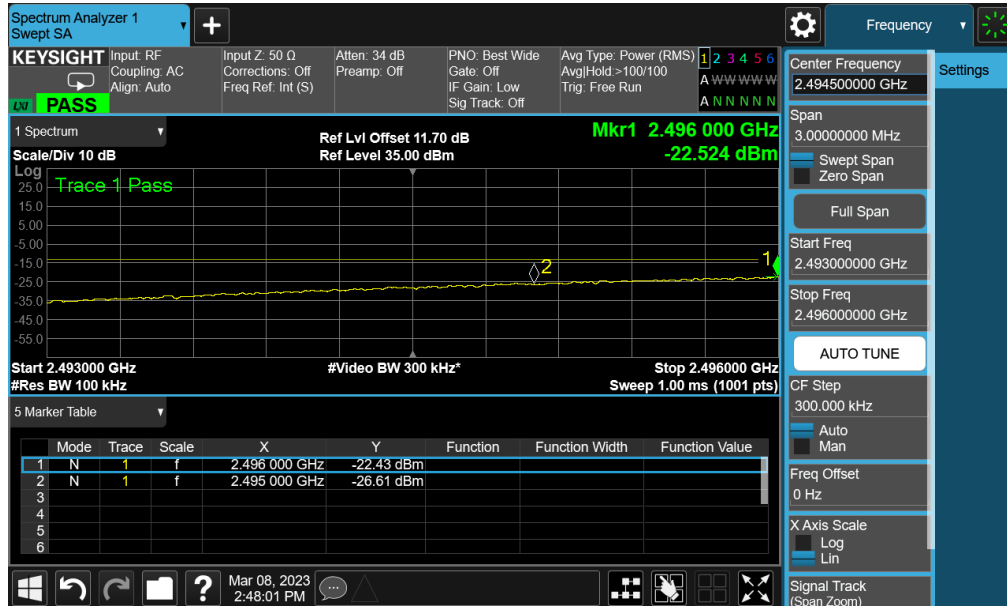 Spectrum Analyzer 1
Swept SA
+
Frequency
KEYSIGHT
LXI
PASS
Input: RF
Coupling: AC
Align: Auto
Input Z: 50 Ω
Corrections: Off
Freq Ref: Int (S)
Atten: 34 dB
Preamp: Off
PNO: Best Wide
Gate: Off
IF Gain: Low
Sig Track: Off
Avg Type: Power (RMS)
Avg|Hold:>100/100
Trig: Free Run
1 2 3 4 5 6
A W W W W W
A N N N N N
1 Spectrum
Scale/Div 10 dB
Ref Lvl Offset 11.70 dB
Ref Level 35.00 dBm
Mkr1 2.496 000 GHz
-22.524 dBm
Log
Trace 1 Pass
25.0
15.0
5.00
-5.00
-15.0
-25.0
-35.0
-45.0
-55.0
2
1
Start 2.493000 GHz
#Video BW 300 kHz*
Stop 2.496000 GHz
#Res BW 100 kHz
Sweep 1.00 ms (1001 pts)
5 Marker Table
Mode Trace Scale X Y Function Function Width Function Value
1 N 1 f 2.496 000 GHz -22.43 dBm
2 N 1 f 2.495 000 GHz -26.61 dBm
3
4
5
6
?
Mar 08, 2023
2:48:01 PM
Settings
Center Frequency
2.494500000 GHz
Span
3.00000000 MHz
Swept Span
Zero Span
Full Span
Start Freq
2.493000000 GHz
Stop Freq
2.496000000 GHz
AUTO TUNE
CF Step
300.000 kHz
Auto
Man
Freq Offset
0 Hz
X Axis Scale
Log
Lin
Signal Track
(Span Zoom)